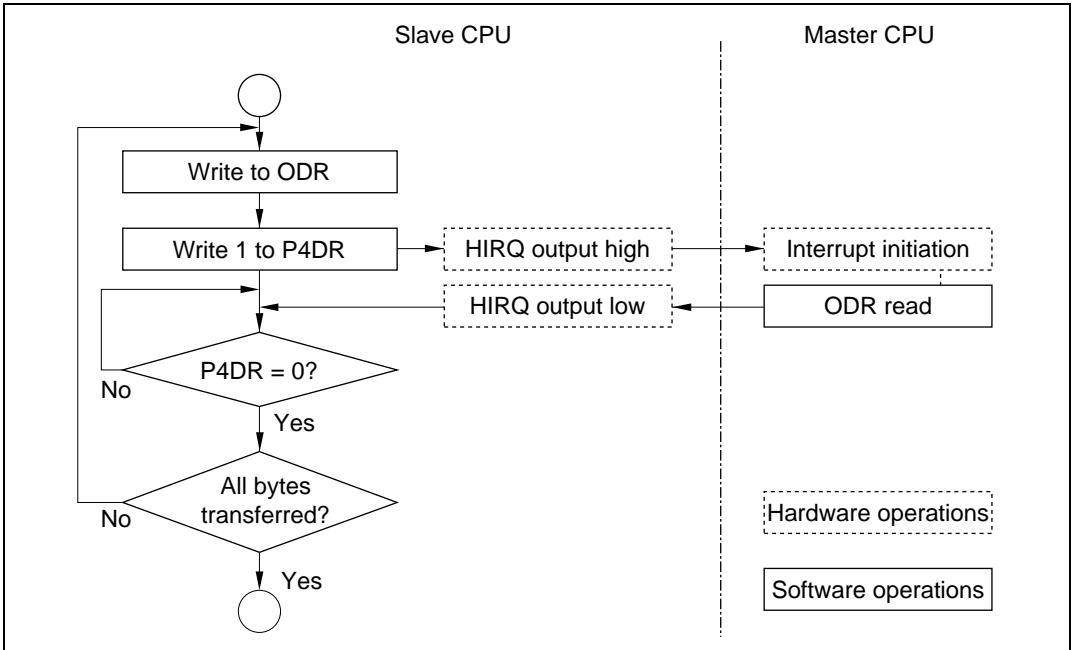 Slave CPU
Master CPU
Write to ODR
Write 1 to P4DR
HIRQ output high
Interrupt initiation
HIRQ output low
ODR read
P4DR = 0?
No
Yes
All bytes
transferred?
No
Yes
Hardware operations
Software operations